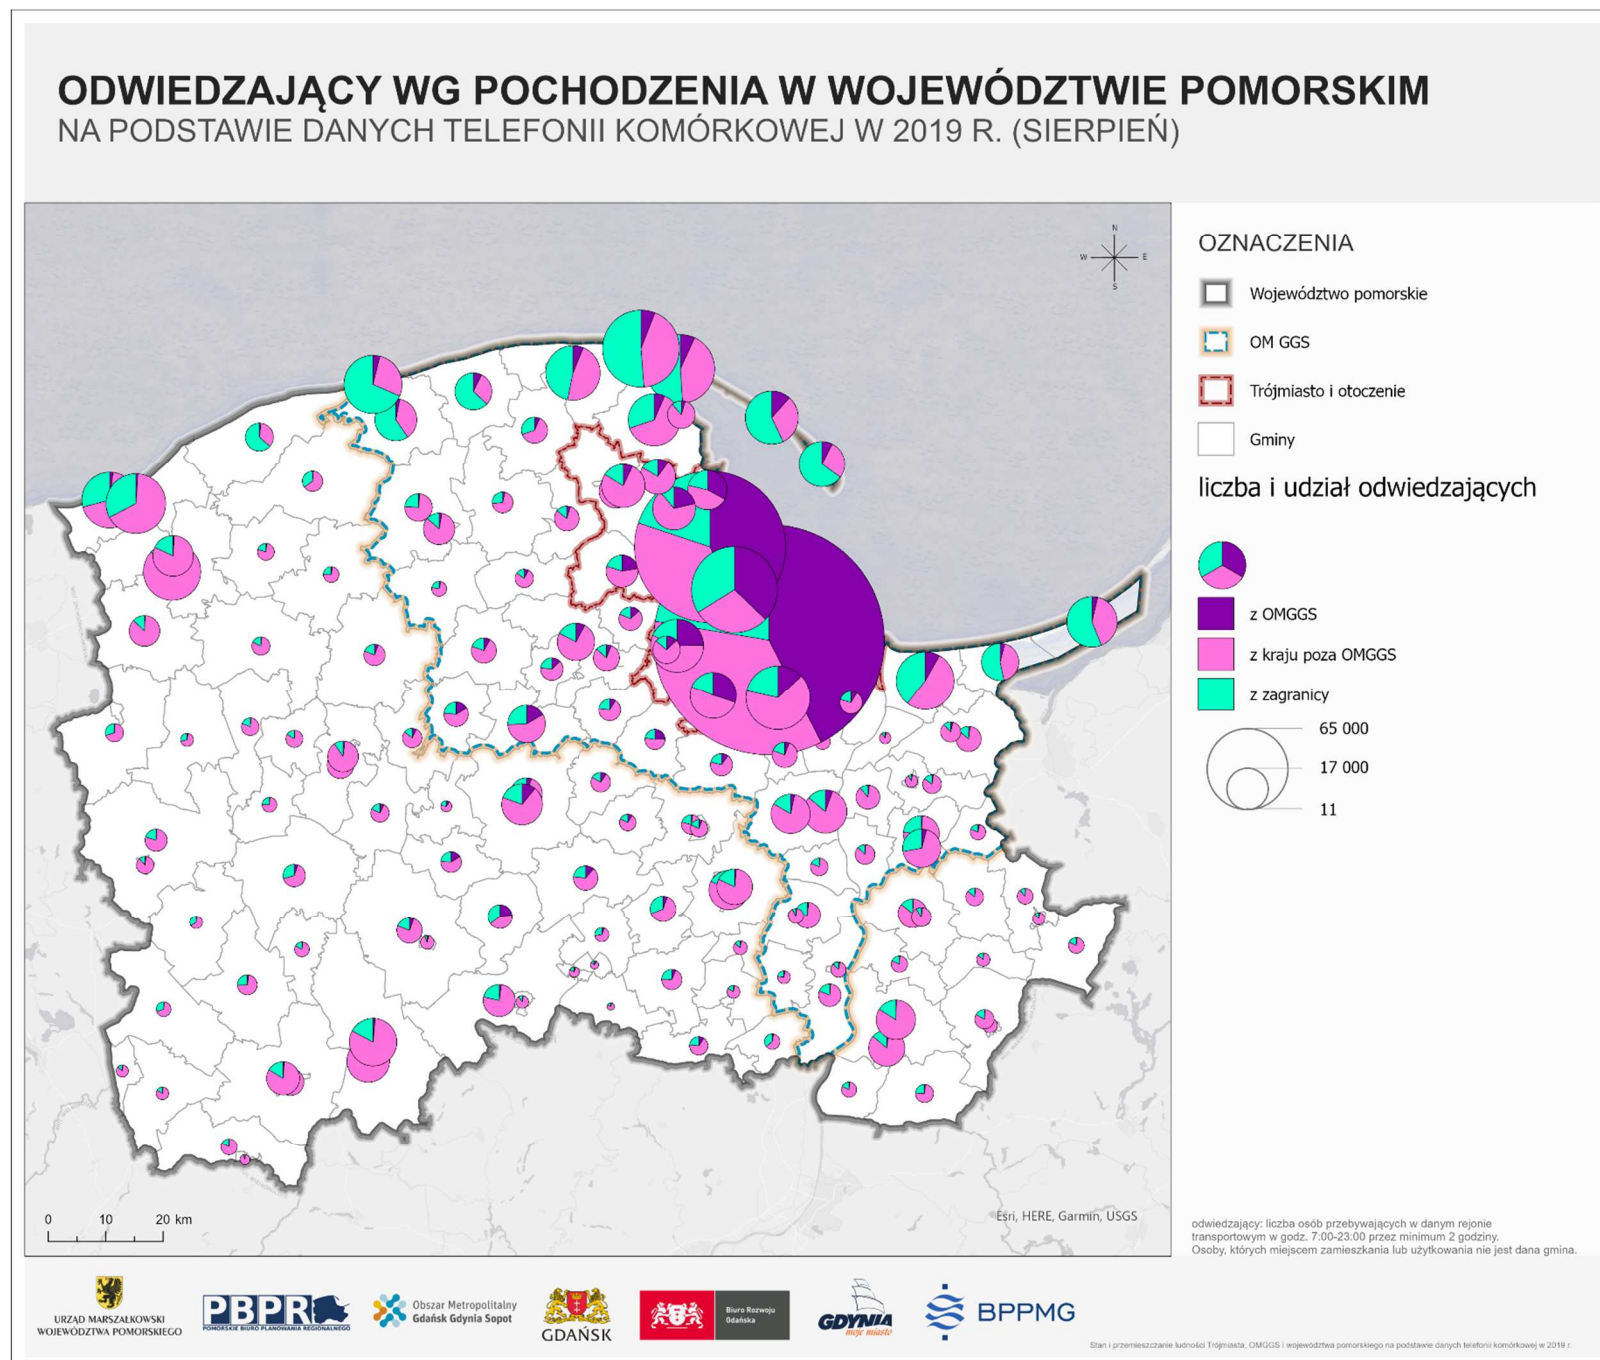 ODWIEDZAJĄCY WG POCHODZENIA W WOJEWÓDZTWIE POMORSKIM
NA PODSTAWIE DANYCH TELEFONII KOMÓRKOWEJ W 2019 R. (SIERPIEŃ)
N
W E
S
OZNACZENIA
Województwo pomorskie
OM GGS
Trójmiasto i otoczenie
Gminy
liczba i udział odwiedzających
z OMGGS
z kraju poza OMGGS
z zagranicy
65 000
17 000
11
0 10 20 km
Esri, HERE, Garmin, USGS
odwiedzający: liczba osób przebywających w danym rejonie
transportowym w godz. 7:00-23:00 przez minimum 2 godziny.
Osoby, których miejscem zamieszkania lub użytkowania nie jest dana gmina.
URZĄD MARSZAŁKOWSKI
WOJEWÓDZTWA POMORSKIEGO
PBPR
POMORSKIE BIURO PLANOWANIA REGIONALNEGO
Obszar Metropolitalny
Gdańsk Gdynia Sopot
GDAŃSK
Biuro Rozwoju
Gdańska
GDYNIA
moje miasto
BPPMG
Stan i przemieszczanie ludności Trójmiasta, OMGGS i województwa pomorskiego na podstawie danych telefonii komórkowej w 2019 r.